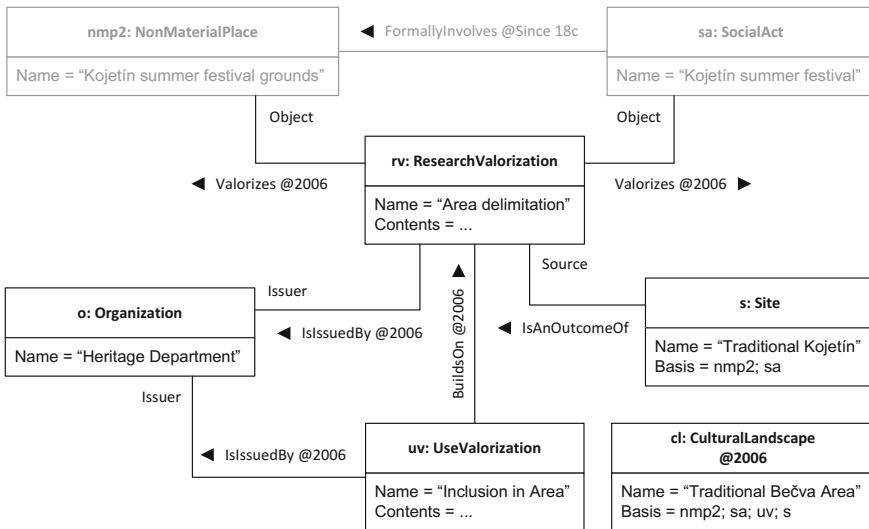 nmp2: NonMaterialPlace
Name = “Kojetín summer festival grounds”
◄ FormallyInvolves @Since 18c
sa: SocialAct
Name = “Kojetín summer festival”
Object
Object
◄ Valorizes @2006
rv: ResearchValorization
Name = “Area delimitation”
Contents = ...
Valorizes @2006 ►
Issuer
Source
o: Organization
Name = “Heritage Department”
◄ IsIssuedBy @2006
BuildsOn @2006 ►
◄ IsAnOutcomeOf
s: Site
Name = “Traditional Kojetín”
Basis = nmp2; sa
Issuer
◄ IsIssuedBy @2006
uv: UseValorization
Name = “Inclusion in Area”
Contents = ...
cl: CulturalLandscape
@2006
Name = “Traditional Bečva Area”
Basis = nmp2; sa; uv; s